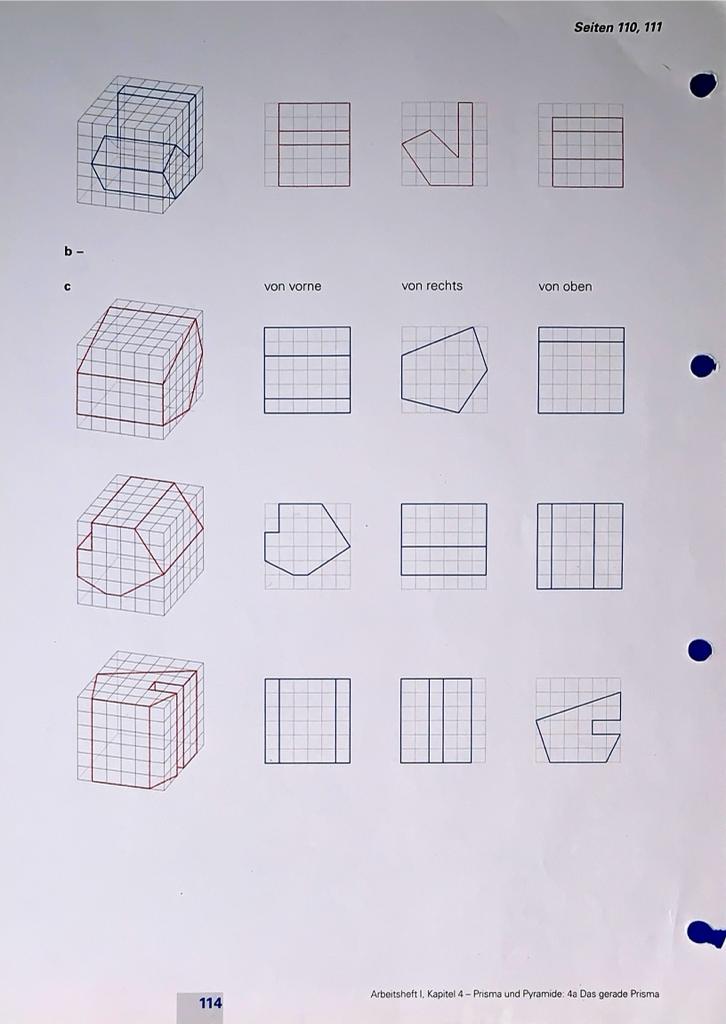 Seiten 110, 111
b –
c
von vorne von rechts von oben
114
Arbeitsheft I, Kapitel 4 – Prisma und Pyramide: 4a Das gerade Prisma